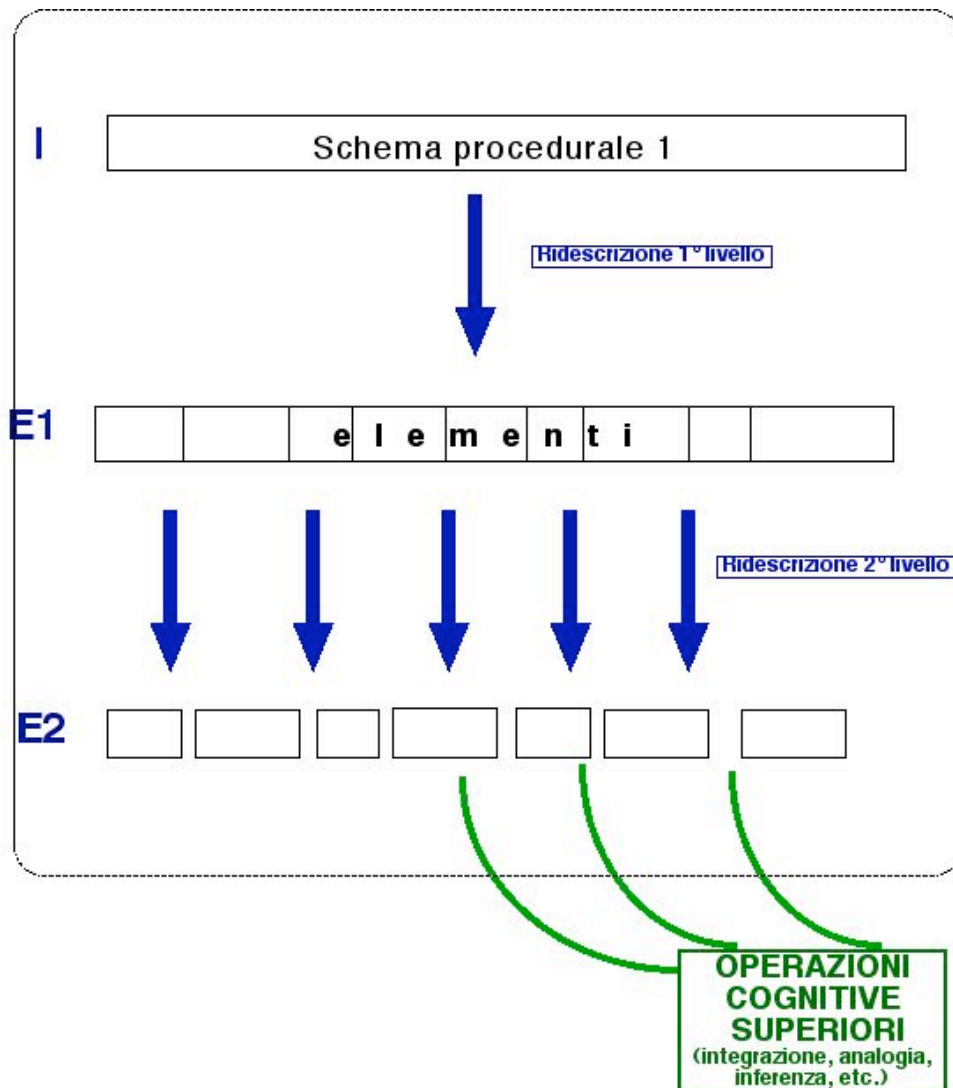 I
Schema procedurale 1
Ridescrizione 1° livello
E1
e l e m e n t i
Ridescrizione 2° livello
E2
OPERAZIONI
COGNITIVE
SUPERIORI
(integrazione, analogia,
inferenza, etc.)